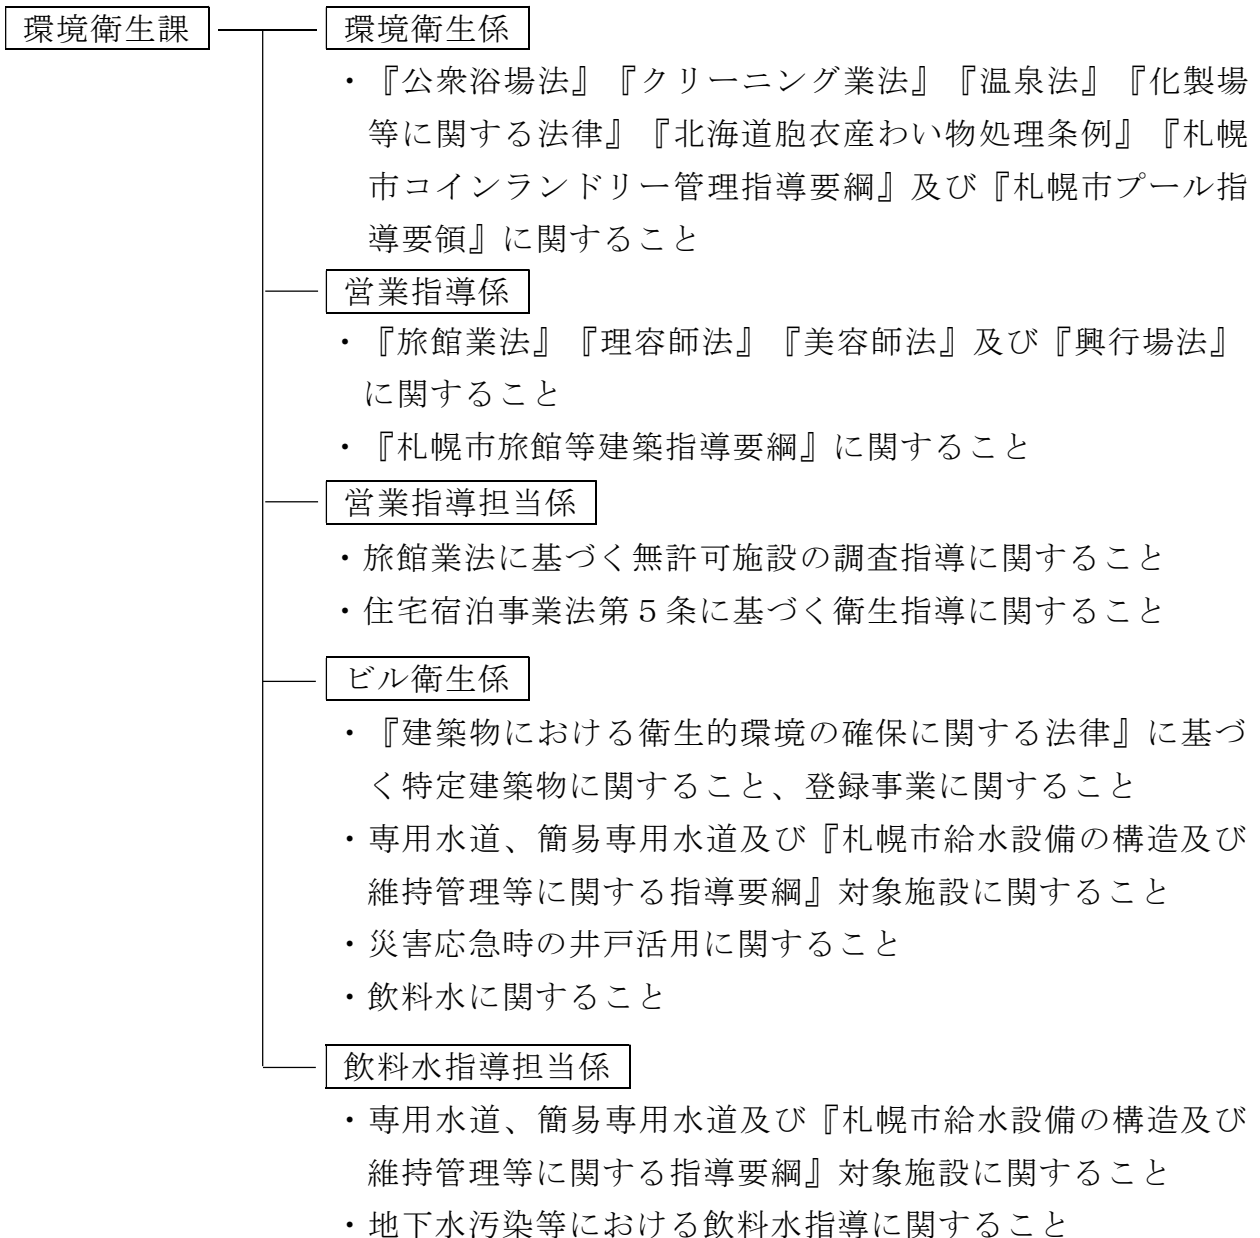 環境衛生課
環境衛生係
・『公衆浴場法』『クリーニング業法』『温泉法』『化製場
等に関する法律』『北海道胞衣産わい物処理条例』『札幌
市コインランドリー管理指導要綱』及び『札幌市プール指
導要領』に関すること
営業指導係
・『旅館業法』『理容師法』『美容師法』及び『興行場法』
に関すること
・『札幌市旅館等建築指導要綱』に関すること
営業指導担当係
・旅館業法に基づく無許可施設の調査指導に関すること
・住宅宿泊事業法第５条に基づく衛生指導に関すること
ビル衛生係
・『建築物における衛生的環境の確保に関する法律』に基づ
く特定建築物に関すること、登録事業に関すること
・専用水道、簡易専用水道及び『札幌市給水設備の構造及び
維持管理等に関する指導要綱』対象施設に関すること
・災害応急時の井戸活用に関すること
・飲料水に関すること
飲料水指導担当係
・専用水道、簡易専用水道及び『札幌市給水設備の構造及び
維持管理等に関する指導要綱』対象施設に関すること
・地下水汚染等における飲料水指導に関すること